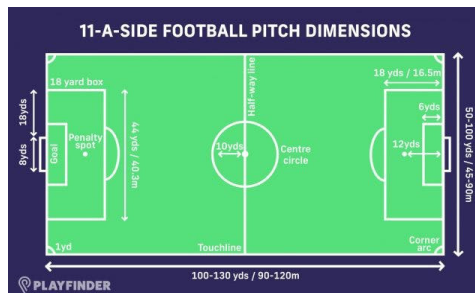 11-A-SIDE FOOTBALL PITCH DIMENSIONS
18 yard box
Half-way line
18 yds / 16.5m
18yds
6yds
44 yds / 40.3m
50-100 yds / 45-90m
8yds
Goal
Penalty
spot
10yds
Centre
circle
12yds
1yd
Touchline
Corner
arc
100-130 yds / 90-120m
PLAYFINDER